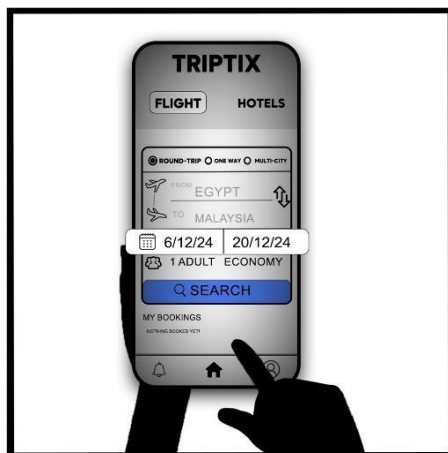 TRIPTIX
FLIGHT HOTELS
ROUND-TRIP ONE WAY MULTI-CITY
FROM EGYPT
TO MALAYSIA
6/12/24 20/12/24
1 ADULT ECONOMY
SEARCH
MY BOOKINGS
NOTHING BOOKED YET!